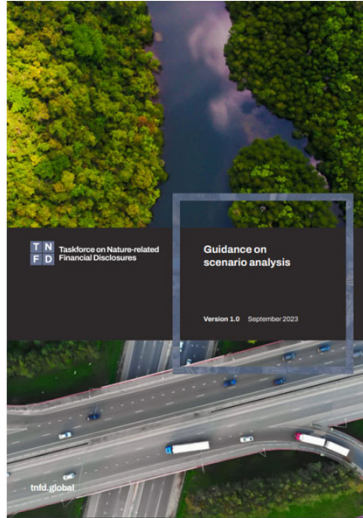 T N
F D
Taskforce on Nature-related
Financial Disclosures
Guidance on
scenario analysis
Version 1.0 September 2023
tnfd.global